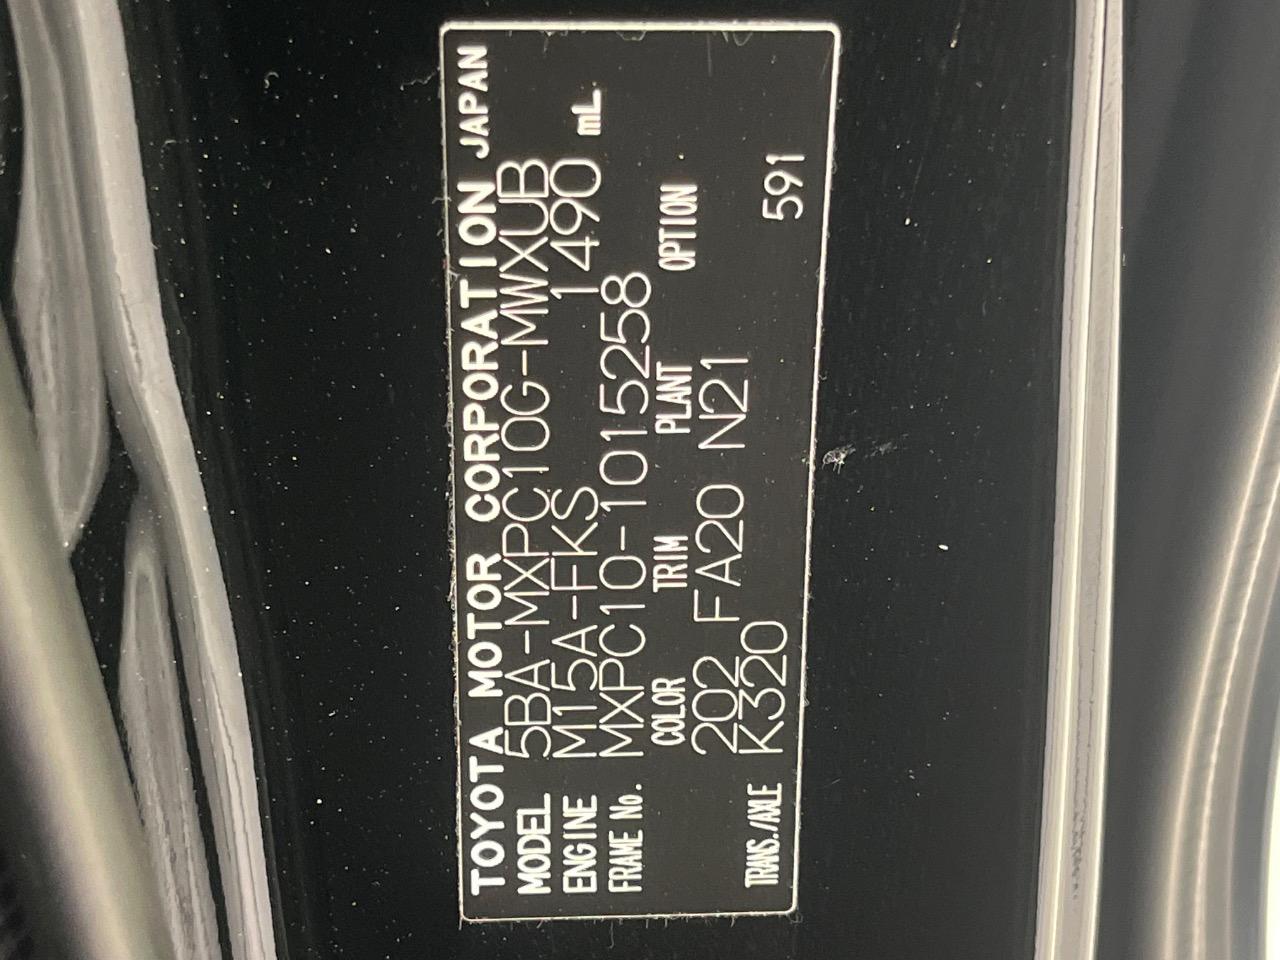 TOYOTA MOTOR CORPORATION JAPAN
MODEL 5BA-MXPC10G-MWXUB
ENGINE M15A-FKS 1490 mL
FRAME No. MXPC10-1015258
COLOR TRIM PLANT OPTION
202 FA20 N21
TRANS./AXLE K320 591